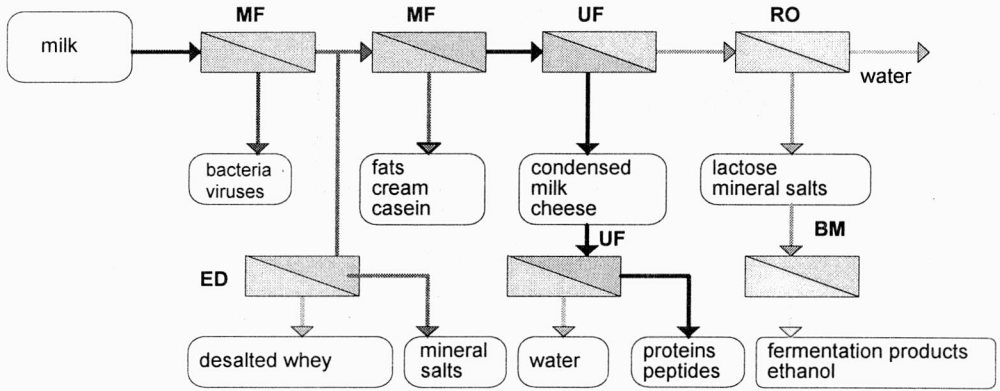 MF
MF
UF
RO
milk
water
bacteria
viruses
fats
cream
casein
condensed
milk
cheese
lactose
mineral salts
ED
UF
BM
desalted whey
mineral
salts
water
proteins
peptides
fermentation products
ethanol